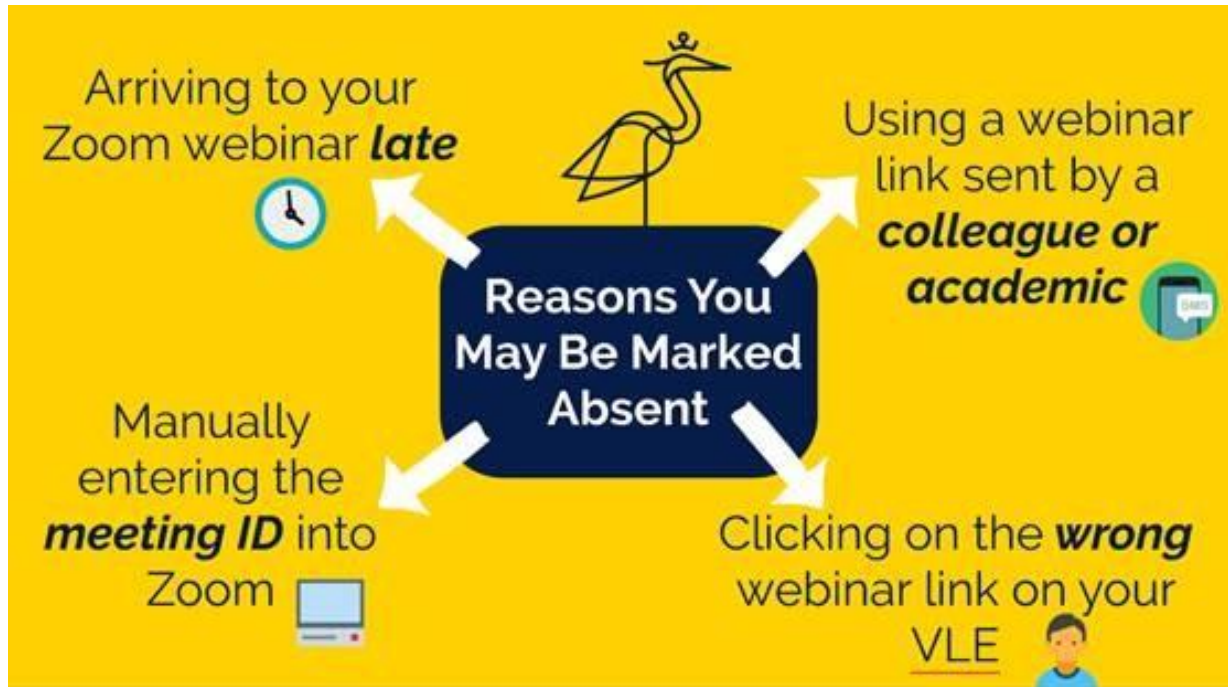 Arriving to your
Zoom webinar late
Using a webinar
link sent by a
colleague or
academic
SMS
Reasons You
May Be Marked
Absent
Manually
entering the
meeting ID into
Zoom
Clicking on the wrong
webinar link on your
VLE